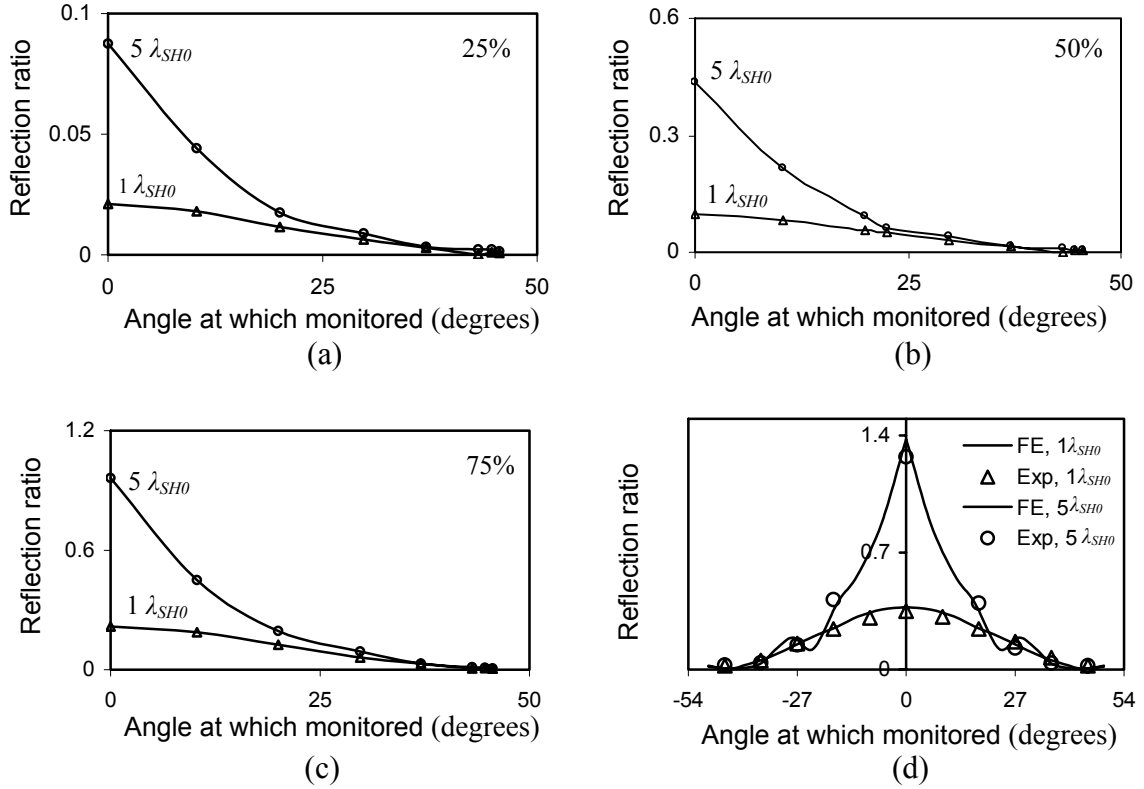 0.1
0.05
0
Reflection ratio
5 λSH0
1 λSH0
25%
0 25 50
Angle at which monitored (degrees)
(a)
0.6
0.3
0
Reflection ratio
5 λSH0
1 λSH0
50%
0 25 50
Angle at which monitored (degrees)
(b)
1.2
0.6
0
Reflection ratio
5 λSH0
1 λSH0
75%
0 25 50
Angle at which monitored (degrees)
(c)
1.4
0.7
0
Reflection ratio
FE, 1λSH0
Exp, 1λSH0
FE, 5λSH0
Exp, 5 λSH0
-54 -27 0 27 54
Angle at which monitored (degrees)
(d)